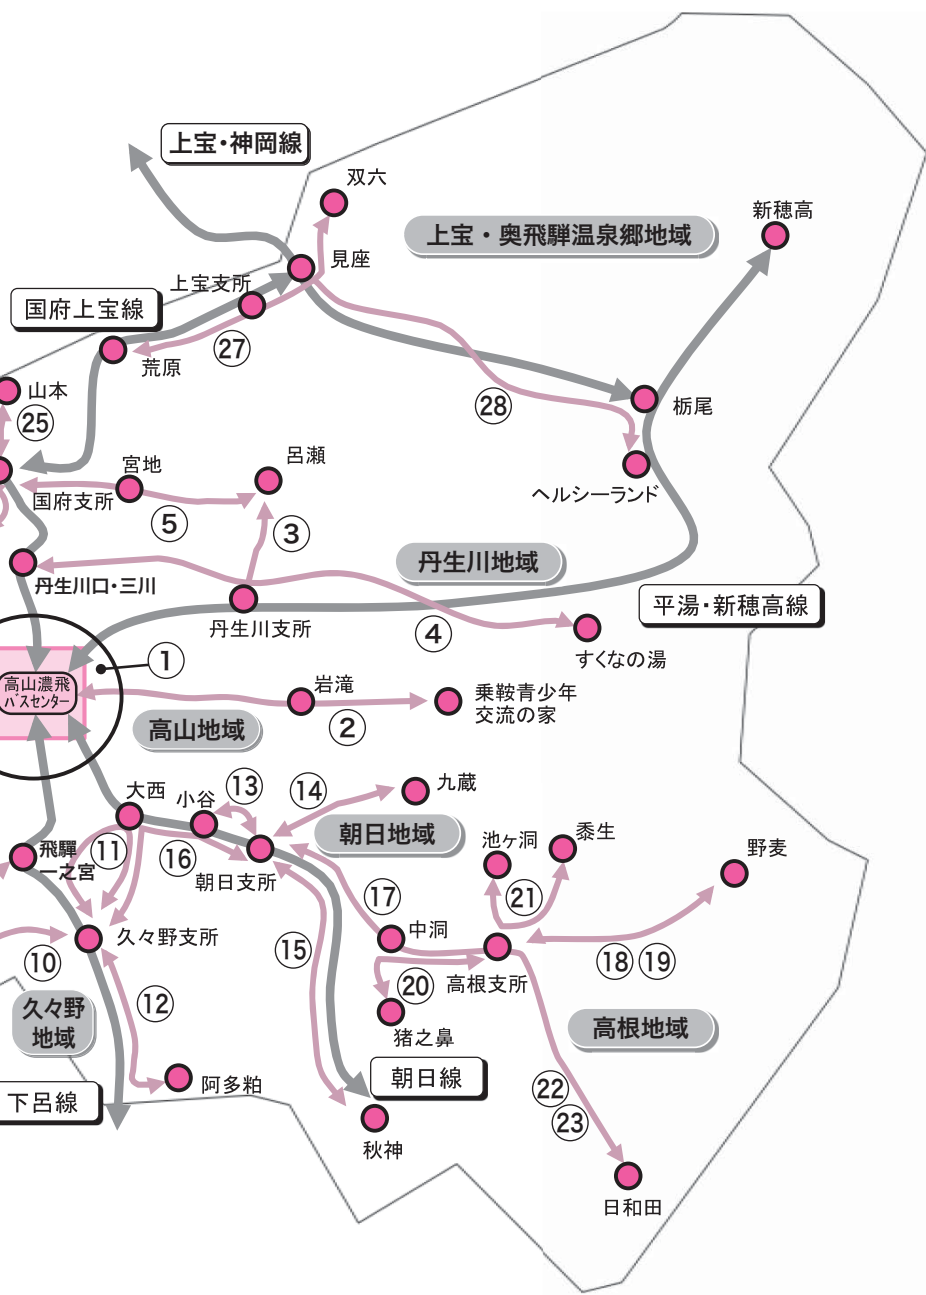 上宝・神岡線
双六
新穂高
上宝・奥飛騨温泉郷地域
見座
上宝支所
国府上宝線
27
荒原
山本
25
28
栃尾
呂瀬
宮地
ヘルシーランド
国府支所
5
3
丹生川地域
丹生川口・三川
平湯・新穂高線
丹生川支所
4
すくなの湯
1
高山濃飛
バスセンター
岩滝
乗鞍青少年
交流の家
2
高山地域
大西
小谷
13
14
九蔵
朝日地域
池ヶ洞
黍生
野麦
飛騨
一之宮
11
16
朝日支所
21
17
中洞
久々野支所
15
10
18
19
20
高根支所
12
久々野
地域
猪之鼻
高根地域
阿多粕
朝日線
22
下呂線
23
秋神
日和田